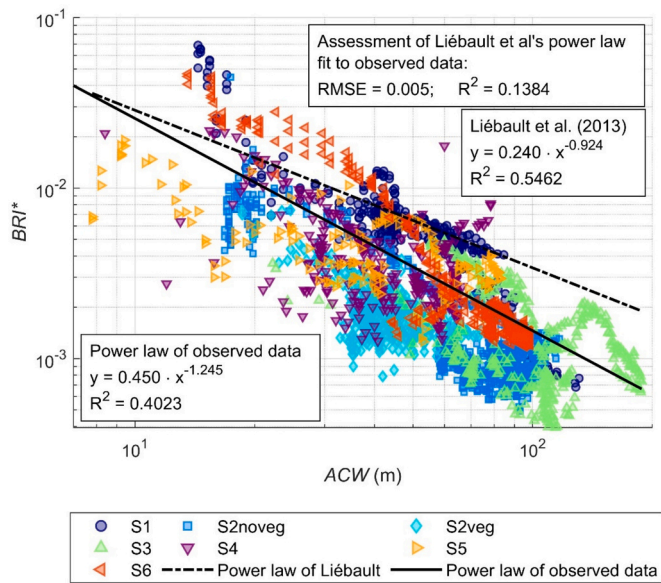 10^-1
10^-2
10^-3
BRI*
Assessment of Liébault et al's power law
fit to observed data:
RMSE = 0.005; R^2 = 0.1384
Liébault et al. (2013)
y = 0.240 · x^-0.924
R^2 = 0.5462
Power law of observed data
y = 0.450 · x^-1.245
R^2 = 0.4023
10^1
10^2
ACW (m)
S1 S2noveg S2veg
S3 S4 S5
S6 Power law of Liébault Power law of observed data